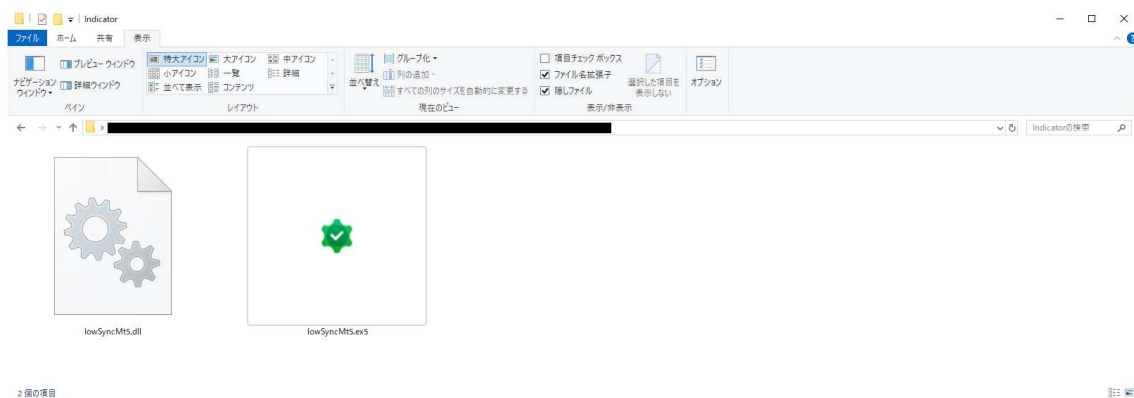 Indicator
ファイル ホーム 共有 表示
ナビゲーション ウィンドウ
プレビュー ウィンドウ
詳細ウィンドウ
ペイン
特大アイコン 大アイコン 中アイコン
小アイコン 一覧 詳細
並べて表示 コンテンツ
レイアウト
並べ替え
グループ化
列の追加
すべての列のサイズを自動的に変更する
現在のビュー
項目チェック ボックス
ファイル名拡張子
隠しファイル
選択した項目を
表示しない
表示/非表示
オプション
Indicatorの検索
lowSyncMt5.dll
lowSyncMt5.ex5
2 個の項目